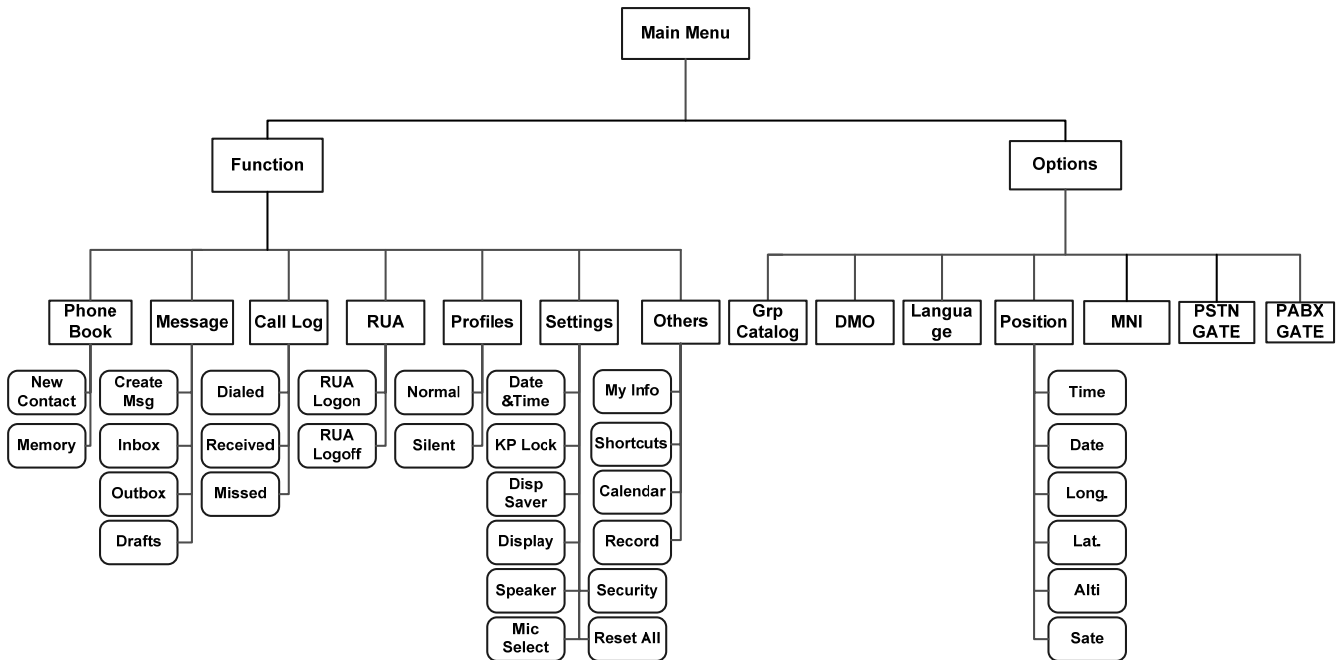 Main Menu
Function
Options
Phone
Book
Message
Call Log
RUA
Profiles
Settings
Others
Grp
Catalog
DMO
Langua
ge
Position
MNI
PSTN
GATE
PABX
GATE
New
Contact
Memory
Create
Msg
Inbox
Outbox
Drafts
Dialed
Received
Missed
RUA
Logon
RUA
Logoff
Normal
Silent
Date
&Time
KP Lock
Disp
Saver
Display
Speaker
Mic
Select
Security
Reset All
My Info
Shortcuts
Calendar
Record
Time
Date
Long.
Lat.
Alti
Sate